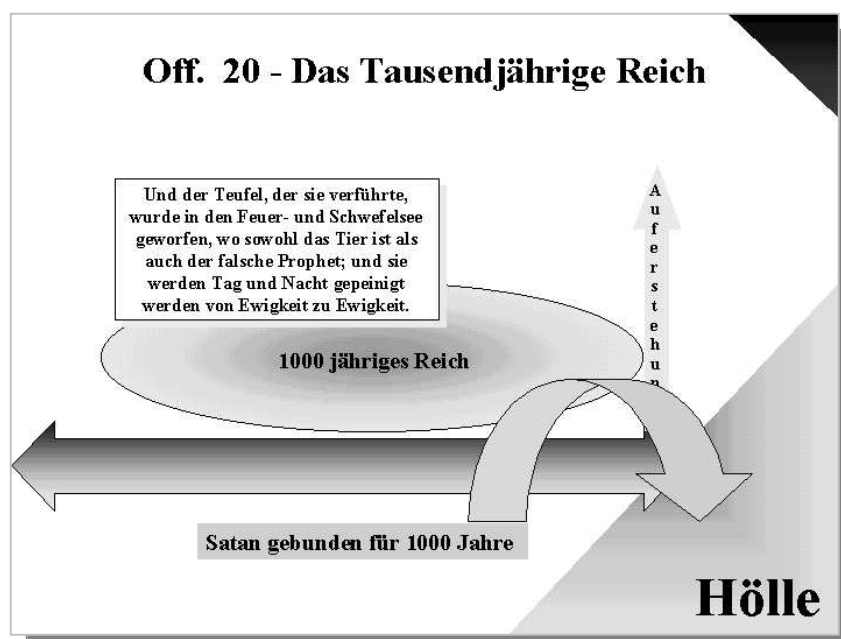 Off. 20 - Das Tausendjährige Reich
Und der Teufel, der sie verführte,
wurde in den Feuer- und Schwefelsee
geworfen, wo sowohl das Tier ist als
auch der falsche Prophet; und sie
werden Tag und Nacht gepeinigt
werden von Ewigkeit zu Ewigkeit.
Auferstehun
1000 jähriges Reich
Satan gebunden für 1000 Jahre
Hölle